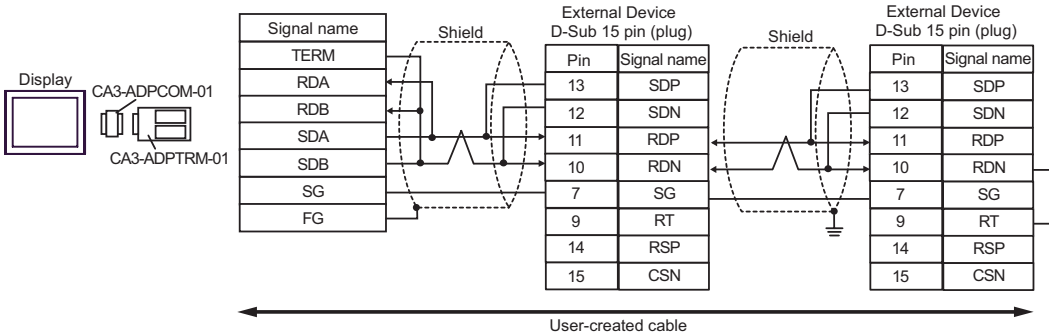 Display
CA3-ADPCOM-01
CA3-ADPTRM-01
Signal name
TERM
RDA
RDB
SDA
SDB
SG
FG
Shield
External Device
D-Sub 15 pin (plug)
Pin Signal name
13 SDP
12 SDN
11 RDP
10 RDN
7 SG
9 RT
14 RSP
15 CSN
Shield
External Device
D-Sub 15 pin (plug)
Pin Signal name
13 SDP
12 SDN
11 RDP
10 RDN
7 SG
9 RT
14 RSP
15 CSN
User-created cable